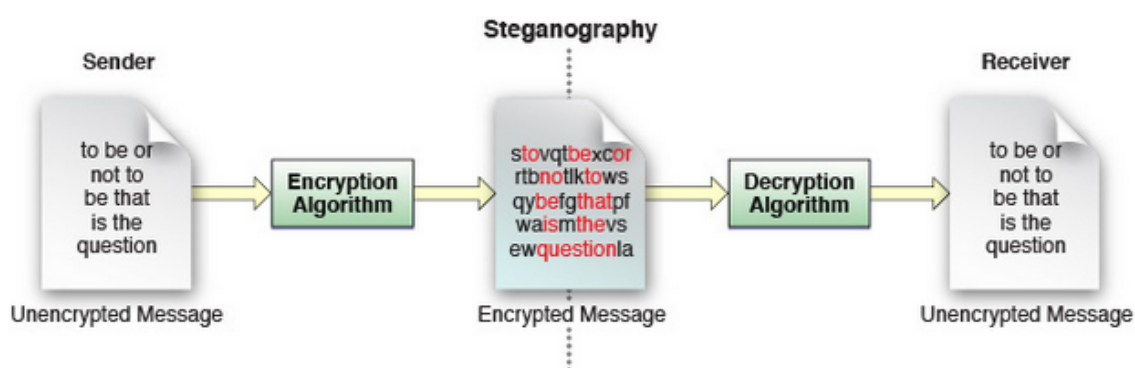 Steganography
Sender
Receiver
to be or
not to
be that
is the
question
Encryption
Algorithm
stovqtbexcor
rtbnotlktows
qybefgthatpf
waismthevs
ewquestionla
Decryption
Algorithm
to be or
not to
be that
is the
question
Unencrypted Message
Encrypted Message
Unencrypted Message